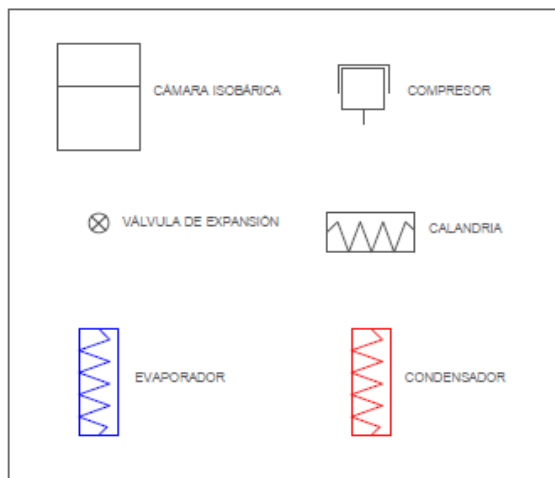 CÁMARA ISOBÁRICA
COMPRESOR
VÁLVULA DE EXPANSIÓN
CALANDRIA
EVAPORADOR
CONDENSADOR